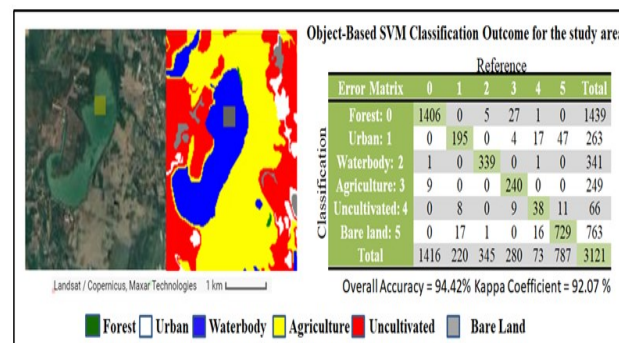 Object-Based SVM Classification Outcome for the study area
Reference
Error Matrix 0 1 2 3 4 5 Total
Forest: 0 1406 0 5 27 1 0 1439
Urban: 1 0 195 0 4 17 47 263
Waterbody: 2 1 0 339 0 1 0 341
Agriculture: 3 9 0 0 240 0 0 249
Uncultivated: 4 0 8 0 9 38 11 66
Bare land: 5 0 17 1 0 16 729 763
Total 1416 220 345 280 73 787 3121
Classification
Landsat / Copernicus, Maxar Technologies 1 km
Overall Accuracy = 94.42% Kappa Coefficient = 92.07 %
Forest Urban Waterbody Agriculture Uncultivated Bare Land